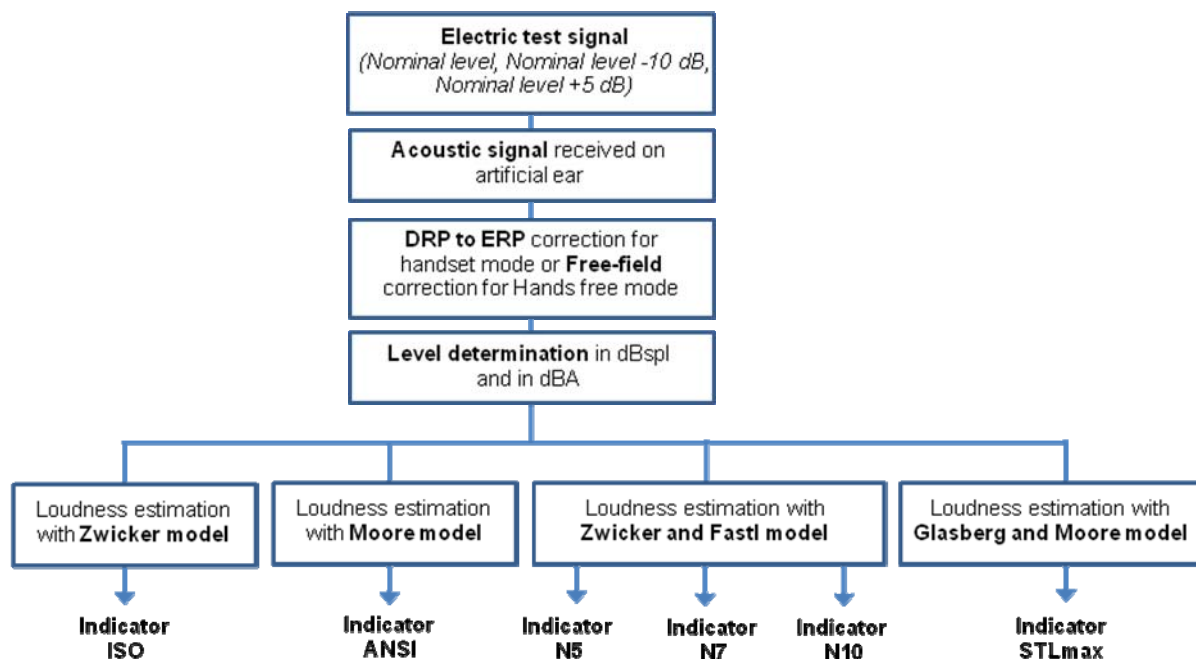 Electric test signal
(Nominal level, Nominal level -10 dB,
Nominal level +5 dB)
Acoustic signal received on
artificial ear
DRP to ERP correction for
handset mode or Free-field
correction for Hands free mode
Level determination in dBspl
and in dBA
Loudness estimation
with Zwicker model
Loudness estimation
with Moore model
Loudness estimation with
Zwicker and Fastl model
Loudness estimation with
Glasberg and Moore model
Indicator
ISO
Indicator
ANSI
Indicator
N5
Indicator
N7
Indicator
N10
Indicator
STLmax